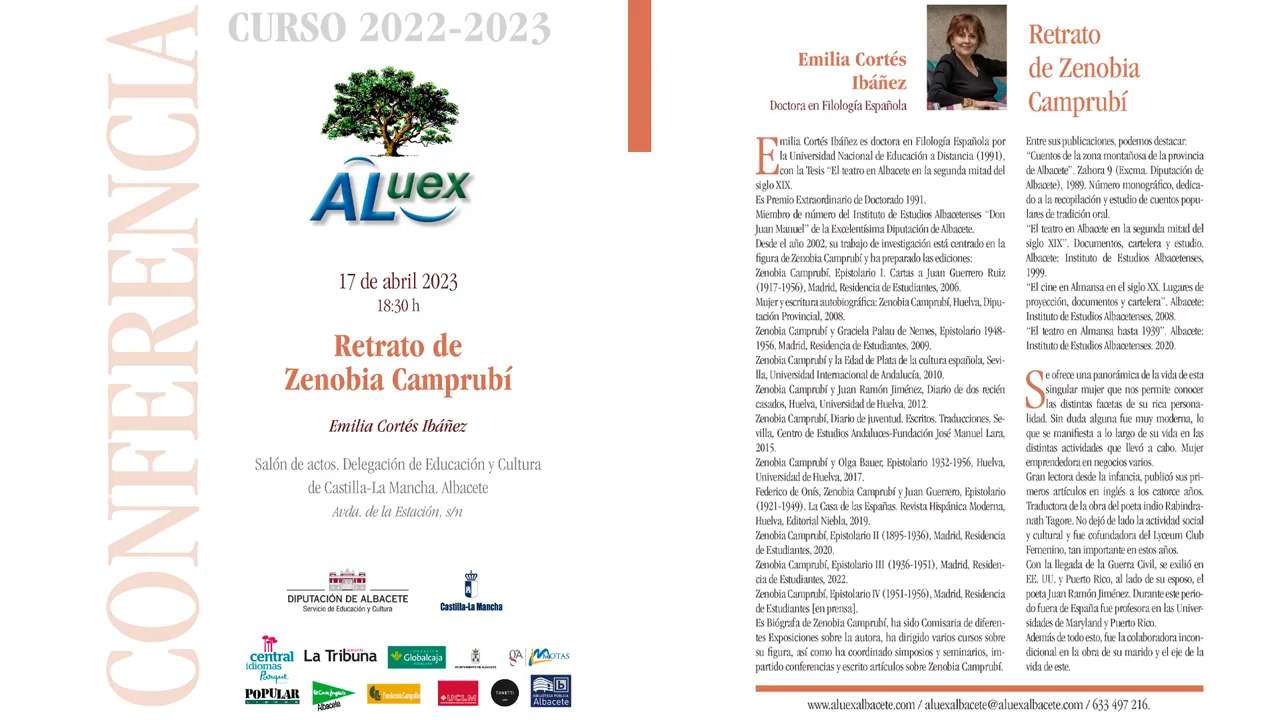 CONFERENCIA
CURSO 2022-2023
ALuex
17 de abril 2023
18:30 h
Retrato de
Zenobia Camprubí
Emilia Cortés Ibáñez
Salón de actos. Delegación de Educación y Cultura
de Castilla-La Mancha. Albacete
Avda. de la Estación, s/n
DIPUTACIÓN DE ALBACETE
Servicio de Educación y Cultura
Castilla-La Mancha
central
idiomas
Parque
La Tribuna
Globalcaja
MOTAS
POPULAR
LIBROS
El Corte Inglés
Albacete
Fundación Campollano
UCLM
TONETTI
BIBLIOTECA PÚBLICA
Albacete
Emilia Cortés
Ibáñez
Doctora en Filología Española
Emilia Cortés Ibáñez es doctora en Filología Española por
la Universidad Nacional de Educación a Distancia (1991),
con la Tesis “El teatro en Albacete en la segunda mitad del
siglo XIX.
Es Premio Extraordinario de Doctorado 1991.
Miembro de número del Instituto de Estudios Albacetenses “Don
Juan Manuel” de la Excelentísima Diputación de Albacete.
Desde el año 2002, su trabajo de investigación está centrado en la
figura de Zenobia Camprubí y ha preparado las ediciones:
Zenobia Camprubí, Epistolario I. Cartas a Juan Guerrero Ruiz
(1917-1956), Madrid, Residencia de Estudiantes, 2006.
Mujer y escritura autobiográfica: Zenobia Camprubí, Huelva, Dipu-
tación Provincial, 2008.
Zenobia Camprubí y Graciela Palau de Nemes, Epistolario 1948-
1956, Madrid, Residencia de Estudiantes, 2009.
Zenobia Camprubí y la Edad de Plata de la cultura española, Sevi-
lla, Universidad Internacional de Andalucía, 2010.
Zenobia Camprubí y Juan Ramón Jiménez, Diario de dos recién
casados, Huelva, Universidad de Huelva, 2012.
Zenobia Camprubí, Diario de juventud. Escritos. Traducciones, Se-
villa, Centro de Estudios Andaluces-Fundación José Manuel Lara,
2015.
Zenobia Camprubí y Olga Bauer, Epistolario 1932-1956, Huelva,
Universidad de Huelva, 2017.
Federico de Onís, Zenobia Camprubí y Juan Guerrero, Epistolario
(1921-1949). La Casa de las Españas. Revista Hispánica Moderna,
Huelva, Editorial Niebla, 2019.
Zenobia Camprubí, Epistolario II (1895-1936), Madrid, Residencia
de Estudiantes, 2020.
Zenobia Camprubí, Epistolario III (1936-1951), Madrid, Residen-
cia de Estudiantes, 2022.
Zenobia Camprubí, Epistolario IV (1951-1956), Madrid, Residencia
de Estudiantes [en prensa].
Es Biógrafa de Zenobia Camprubí, ha sido Comisaria de diferen-
tes Exposiciones sobre la autora, ha dirigido varios cursos sobre
su figura, así como ha coordinado simposios y seminarios, im-
partido conferencias y escrito artículos sobre Zenobia Camprubí.
Retrato
de Zenobia
Camprubí
Entre sus publicaciones, podemos destacar:
“Cuentos de la zona montañosa de la provincia
de Albacete”. Zahora 9 (Excma. Diputación de
Albacete), 1989. Número monográfico, dedica-
do a la recopilación y estudio de cuentos popu-
lares de tradición oral.
“El teatro en Albacete en la segunda mitad del
siglo XIX”. Documentos, cartelera y estudio.
Albacete: Instituto de Estudios Albacetenses,
1999.
“El cine en Almansa en el siglo XX. Lugares de
proyección, documentos y cartelera”. Albacete:
Instituto de Estudios Albacetenses, 2008.
“El teatro en Almansa hasta 1939”. Albacete:
Instituto de Estudios Albacetenses. 2020.
Se ofrece una panorámica de la vida de esta
singular mujer que nos permite conocer
las distintas facetas de su rica persona-
lidad. Sin duda alguna fue muy moderna, lo
que se manifiesta a lo largo de su vida en las
distintas actividades que llevó a cabo. Mujer
emprendedora en negocios varios.
Gran lectora desde la infancia, publicó sus pri-
meros artículos en inglés a los catorce años.
Traductora de la obra del poeta indio Rabindra-
nath Tagore. No dejó de lado la actividad social
y cultural y fue cofundadora del Lyceum Club
Femenino, tan importante en estos años.
Con la llegada de la Guerra Civil, se exilió en
EE. UU. y Puerto Rico, al lado de su esposo, el
poeta Juan Ramón Jiménez. Durante este perio-
do fuera de España fue profesora en las Univer-
sidades de Maryland y Puerto Rico.
Además de todo esto, fue la colaboradora incon-
dicional en la obra de su marido y el eje de la
vida de este.
www.aluexalbacete.com / aluexalbacete@aluexalbacete.com / 633 497 216.